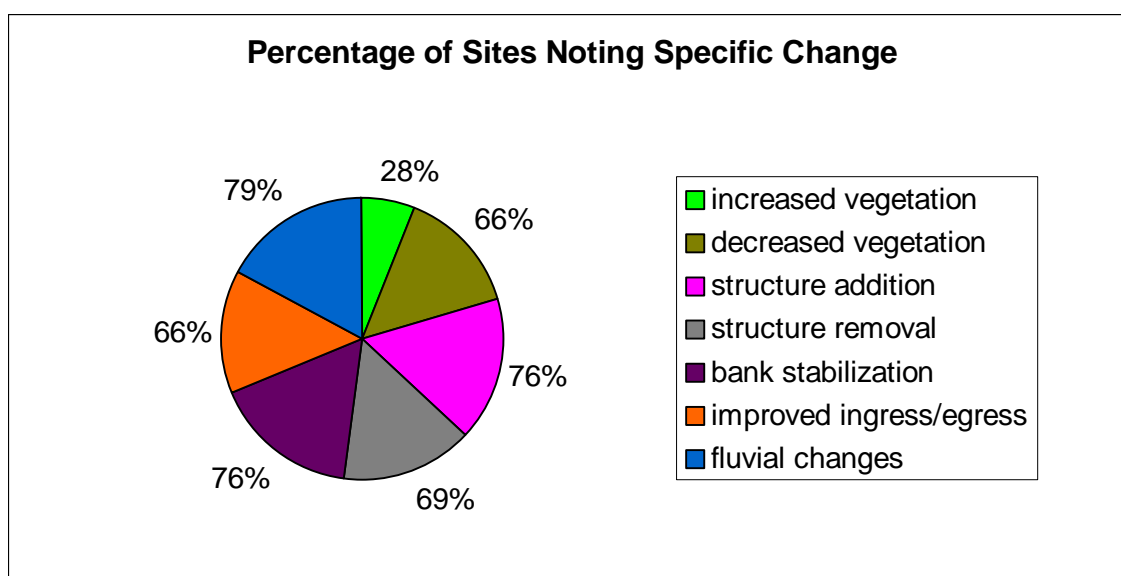 Percentage of Sites Noting Specific Change
28%
66%
76%
69%
76%
66%
79%
increased vegetation
decreased vegetation
structure addition
structure removal
bank stabilization
improved ingress/egress
fluvial changes